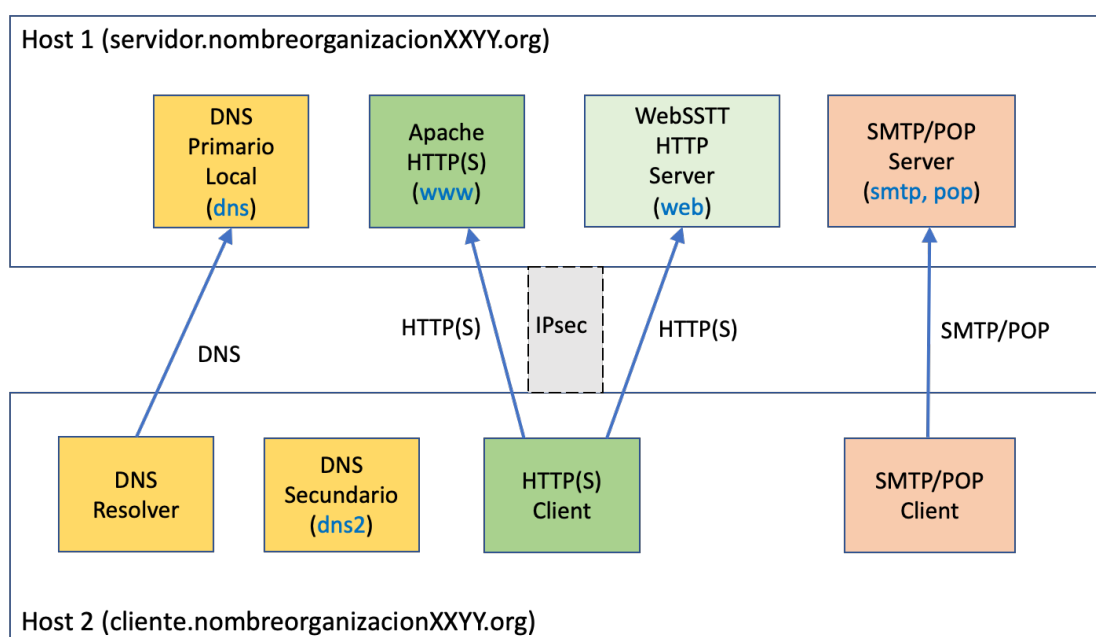 Host 1 (servidor.nombreorganizacionXXYY.org)
DNS
Primario
Local
(dns)
Apache
HTTP(S)
(www)
WebSSTT
HTTP
Server
(web)
SMTP/POP
Server
(smtp, pop)
DNS
HTTP(S)
IPsec
HTTP(S)
SMTP/POP
DNS
Resolver
DNS
Secundario
(dns2)
HTTP(S)
Client
SMTP/POP
Client
Host 2 (cliente.nombreorganizacionXXYY.org)